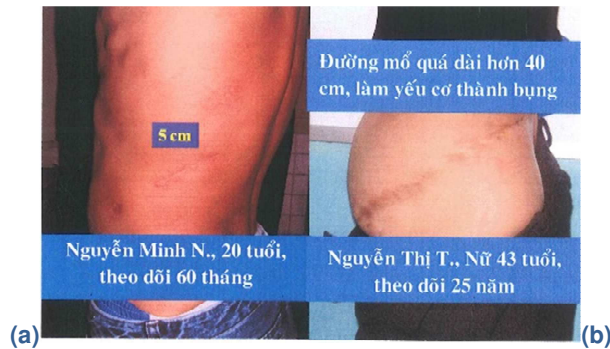 Đường mổ quá dài hơn 40
cm, làm yếu cơ thành bụng
5 cm
Nguyễn Minh N., 20 tuổi,
theo dõi 60 tháng
Nguyễn Thị T., Nữ 43 tuổi,
theo dõi 25 năm
(a)
(b)